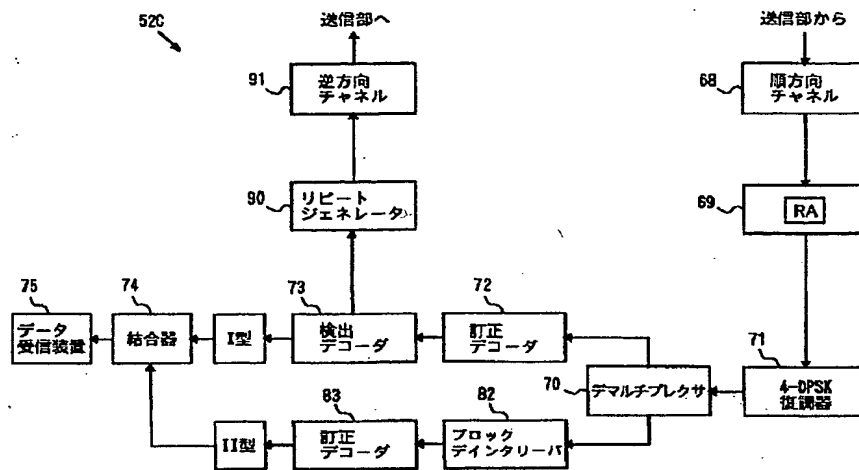 52C
送信部へ
送信部から
91
逆方向
チャネル
68
順方向
チャネル
90
リピート
ジェネレータ
69
RA
75
データ
受信装置
74
結合器
I型
73
検出
デコーダ
72
訂正
デコーダ
70
デマルチプレクサ
71
4-DPSK
復調器
II型
83
訂正
デコーダ
82
ブロック
デインタリーバ